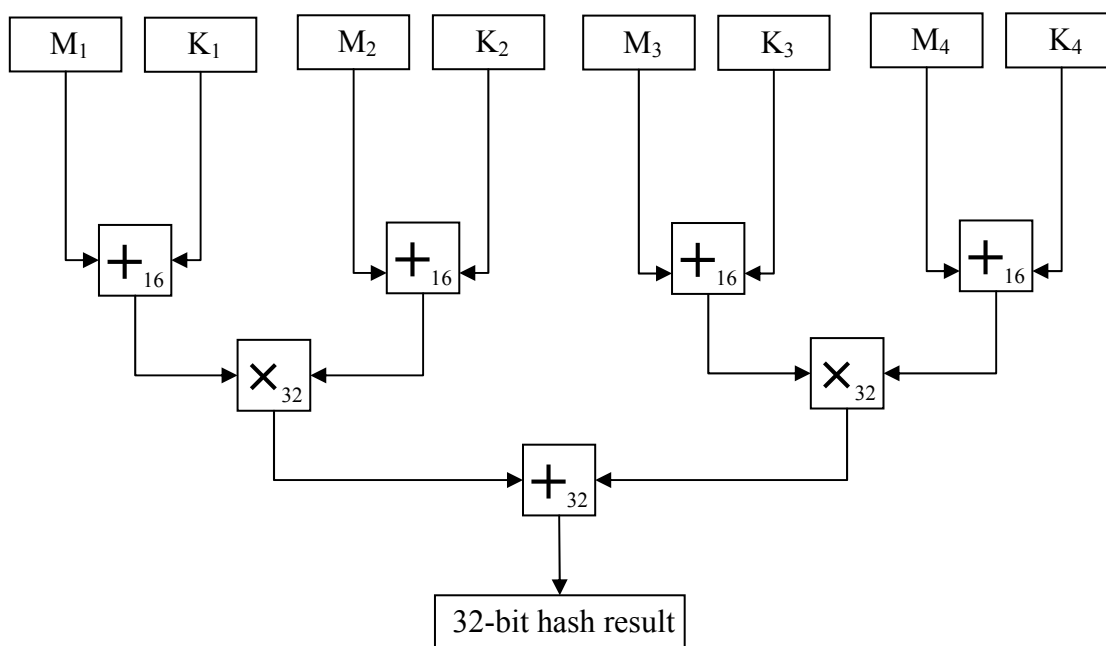 M₁ K₁ M₂ K₂ M₃ K₃ M₄ K₄
+₁₆ +₁₆ +₁₆ +₁₆
×₃₂ ×₃₂
+₃₂
32-bit hash result